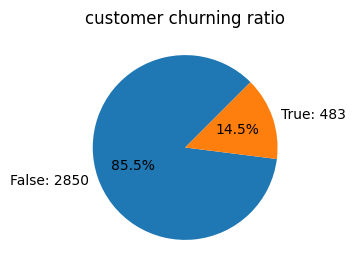 customer churning ratio
True: 483
14.5%
85.5%
False: 2850